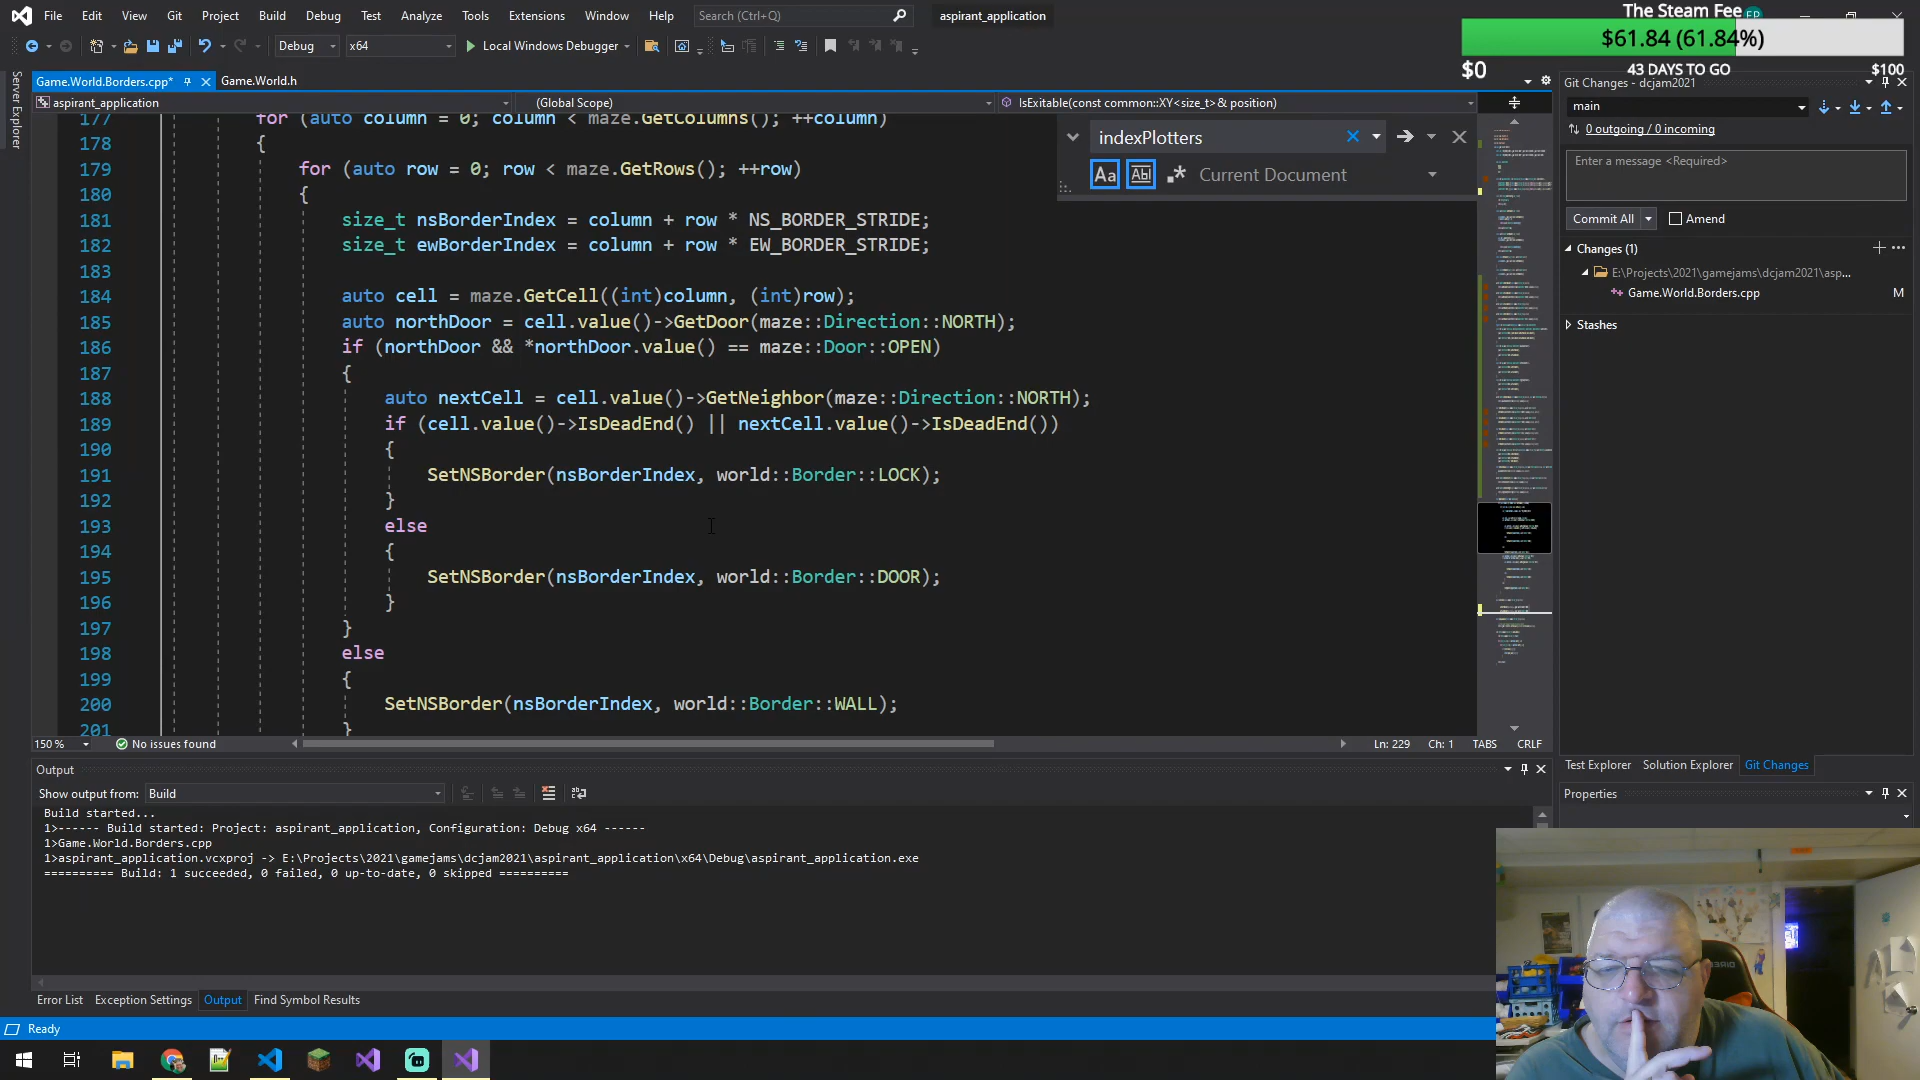 File Edit View Git Project Build Debug Test Analyze Tools Extensions Window Help Search (Ctrl+Q) aspirant_application
The Steam Fee
$61.84 (61.84%)
$0 43 DAYS TO GO $100
Debug x64 Local Windows Debugger
Server Explorer
Game.World.Borders.cpp* Game.World.h
aspirant_application (Global Scope) IsExitable(const common::XY<size_t>& position)
indexPlotters
Aa Abl Current Document
177 for (auto column = 0; column < maze.GetColumns(); ++column)
178 {
179 for (auto row = 0; row < maze.GetRows(); ++row)
180 {
181 size_t nsBorderIndex = column + row * NS_BORDER_STRIDE;
182 size_t ewBorderIndex = column + row * EW_BORDER_STRIDE;
183
184 auto cell = maze.GetCell((int)column, (int)row);
185 auto northDoor = cell.value()->GetDoor(maze::Direction::NORTH);
186 if (northDoor && *northDoor.value() == maze::Door::OPEN)
187 {
188 auto nextCell = cell.value()->GetNeighbor(maze::Direction::NORTH);
189 if (cell.value()->IsDeadEnd() || nextCell.value()->IsDeadEnd())
190 {
191 SetNSBorder(nsBorderIndex, world::Border::LOCK);
192 }
193 else
194 {
195 SetNSBorder(nsBorderIndex, world::Border::DOOR);
196 }
197 }
198 else
199 {
200 SetNSBorder(nsBorderIndex, world::Border::WALL);
201 }
150 % No issues found Ln: 229 Ch: 1 TABS CRLF
Git Changes - dcjam2021
main
0 outgoing / 0 incoming
Enter a message <Required>
Commit All Amend
Changes (1)
E:\Projects\2021\gamejams\dcjam2021\asp...
Game.World.Borders.cpp M
Stashes
Test Explorer Solution Explorer Git Changes
Properties
Output
Show output from: Build
Build started...
1>------ Build started: Project: aspirant_application, Configuration: Debug x64 ------
1>Game.World.Borders.cpp
1>aspirant_application.vcxproj -> E:\Projects\2021\gamejams\dcjam2021\aspirant_application\x64\Debug\aspirant_application.exe
========== Build: 1 succeeded, 0 failed, 0 up-to-date, 0 skipped ==========
Error List Exception Settings Output Find Symbol Results
Ready